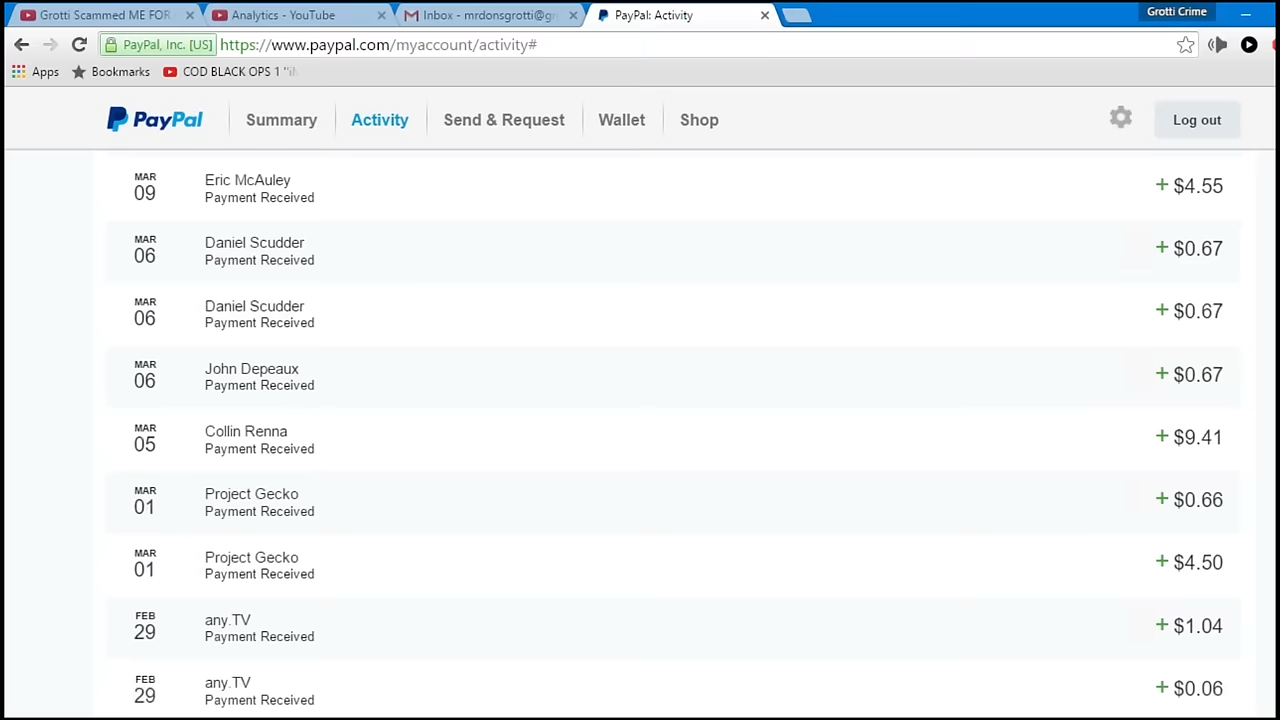 Grotti Scammed ME FOR
Analytics - YouTube
Inbox - mrdonsgrotti@gr
PayPal: Activity
Grotti Crime
PayPal, Inc. [US]
https://www.paypal.com/myaccount/activity#
Apps
Bookmarks
COD BLACK OPS 1
PayPal
Summary
Activity
Send & Request
Wallet
Shop
Log out
MAR
09
Eric McAuley
Payment Received
+ $4.55
MAR
06
Daniel Scudder
Payment Received
+ $0.67
MAR
06
Daniel Scudder
Payment Received
+ $0.67
MAR
06
John Depeaux
Payment Received
+ $0.67
MAR
05
Collin Renna
Payment Received
+ $9.41
MAR
01
Project Gecko
Payment Received
+ $0.66
MAR
01
Project Gecko
Payment Received
+ $4.50
FEB
29
any.TV
Payment Received
+ $1.04
FEB
29
any.TV
Payment Received
+ $0.06